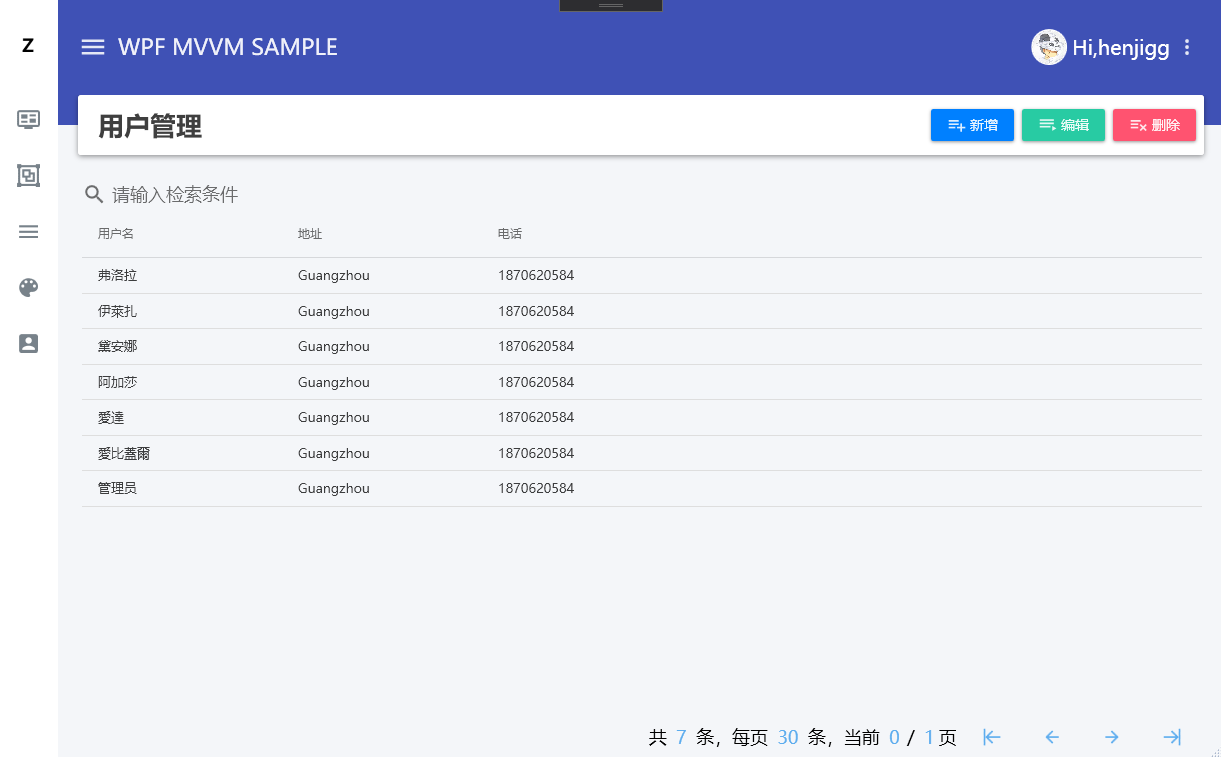 Z
WPF MVVM SAMPLE
Hi,henjigg
用户管理
新增 编辑 删除
请输入检索条件
用户名 地址 电话
弗洛拉 Guangzhou 1870620584
伊萊扎 Guangzhou 1870620584
黛安娜 Guangzhou 1870620584
阿加莎 Guangzhou 1870620584
愛達 Guangzhou 1870620584
愛比蓋爾 Guangzhou 1870620584
管理员 Guangzhou 1870620584
共 7 条, 每页 30 条, 当前 0 / 1 页